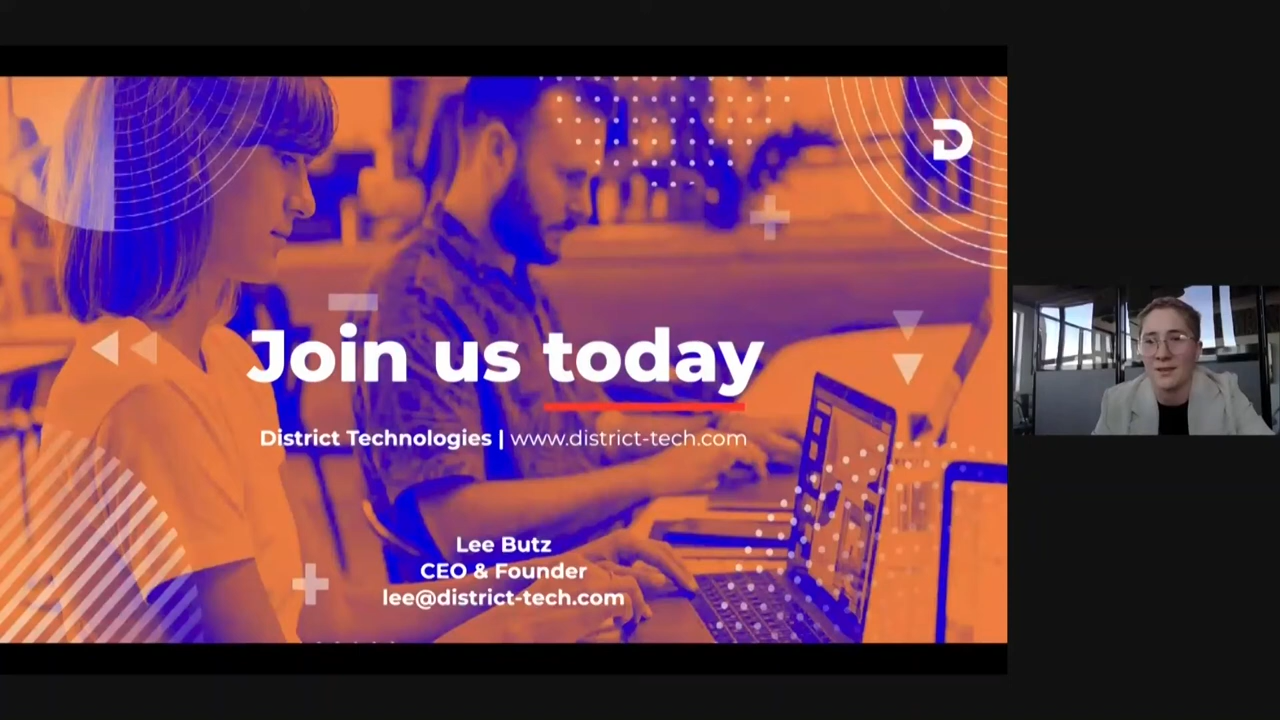 D
Join us today
District Technologies | www.district-tech.com
Lee Butz
CEO & Founder
lee@district-tech.com